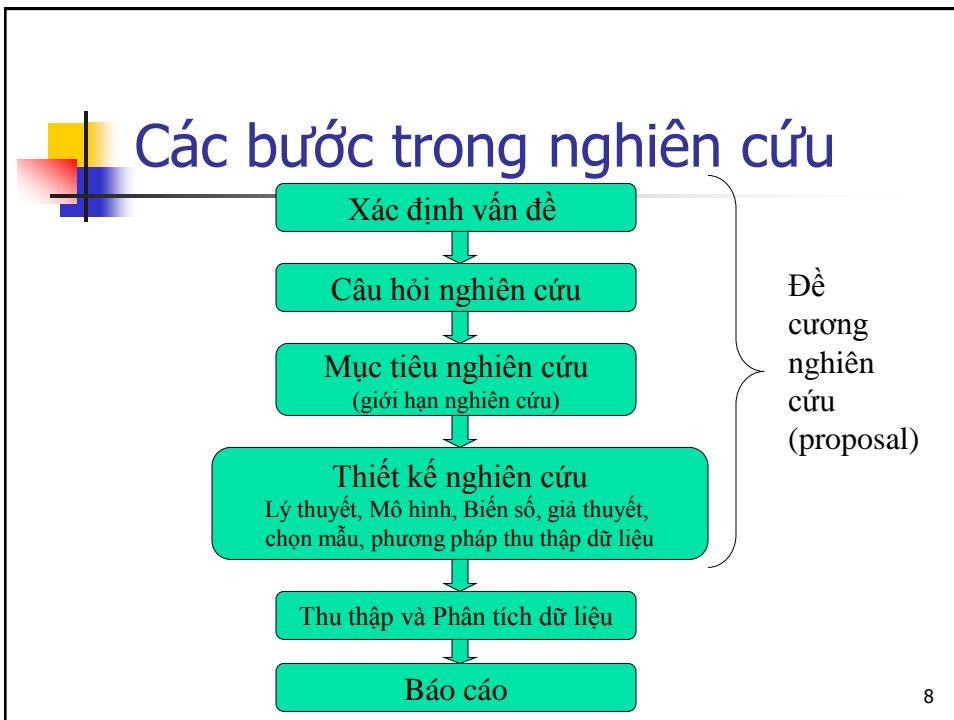 Các bước trong nghiên cứu
Xác định vấn đề
Câu hỏi nghiên cứu
Mục tiêu nghiên cứu
(giới hạn nghiên cứu)
Thiết kế nghiên cứu
Lý thuyết, Mô hình, Biến số, giả thuyết,
chọn mẫu, phương pháp thu thập dữ liệu
Thu thập và Phân tích dữ liệu
Báo cáo
Đề
cương
nghiên
cứu
(proposal)
8